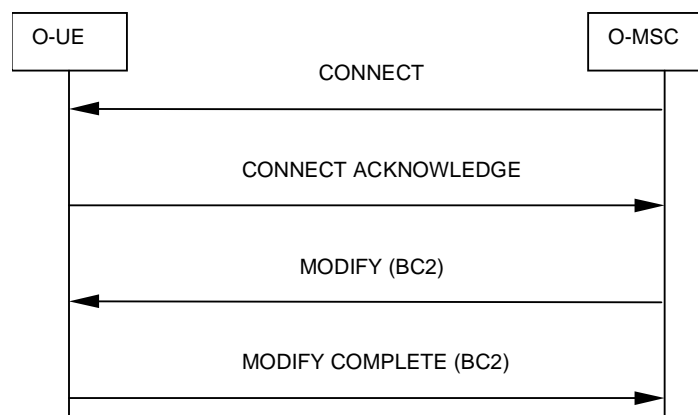 O-UE
O-MSC
CONNECT
CONNECT ACKNOWLEDGE
MODIFY (BC2)
MODIFY COMPLETE (BC2)